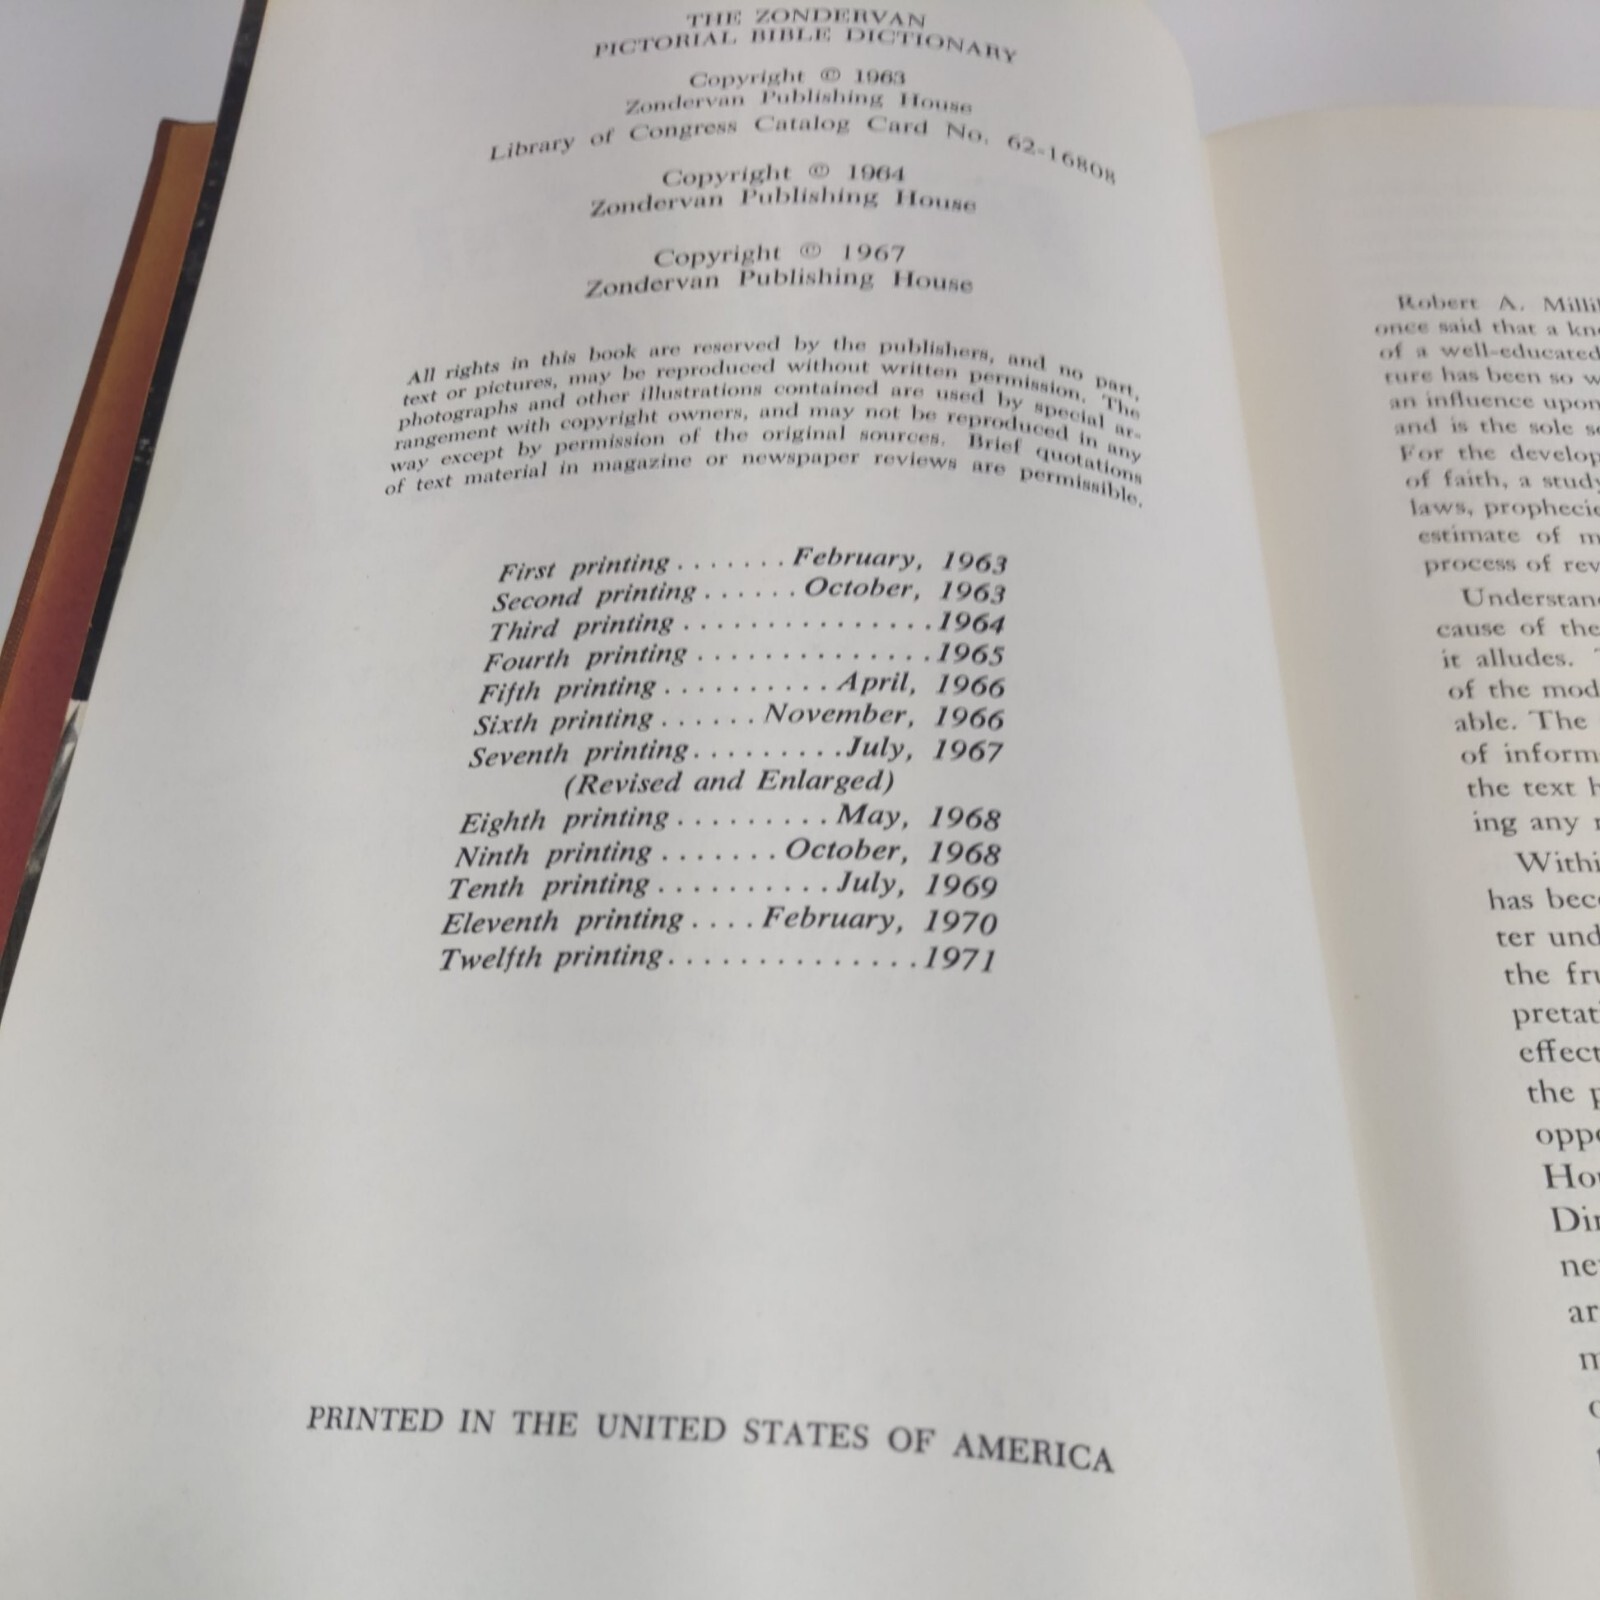 THE ZONDERVAN
PICTORIAL BIBLE DICTIONARY
Copyright © 1963
Zondervan Publishing House
Library of Congress Catalog Card No. 62-16808
Copyright © 1964
Zondervan Publishing House
Copyright © 1967
Zondervan Publishing House
All rights in this book are reserved by the publishers, and no part,
text or pictures, may be reproduced without written permission. The
photographs and other illustrations contained are used by special ar-
rangement with copyright owners, and may not be reproduced in any
way except by permission of the original sources. Brief quotations
of text material in magazine or newspaper reviews are permissible.
First printing.......February, 1963
Second printing......October, 1963
Third printing...............1964
Fourth printing..............1965
Fifth printing..........April, 1966
Sixth printing......November, 1966
Seventh printing.........July, 1967
(Revised and Enlarged)
Eighth printing.........May, 1968
Ninth printing.......October, 1968
Tenth printing..........July, 1969
Eleventh printing....February, 1970
Twelfth printing..............1971
PRINTED IN THE UNITED STATES OF AMERICA
Robert A.
once said that a
of a well-educated
ture has been so
an influence upon
and is the sole
For the
of faith, a study
laws,
estimate of
process of
Understand
cause of the
it alludes.
of the
able. The
of
the text
ing any
Within
has
ter
the
effect
the